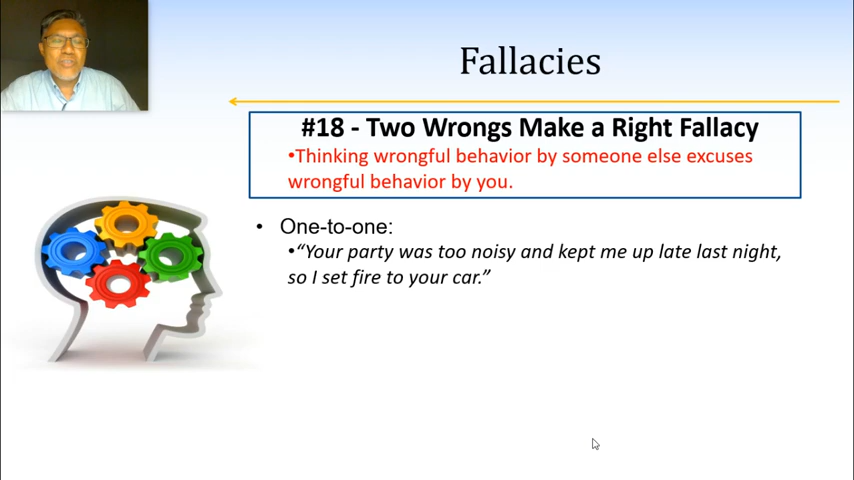 Fallacies
#18 - Two Wrongs Make a Right Fallacy
•Thinking wrongful behavior by someone else excuses
wrongful behavior by you.
• One-to-one:
•“Your party was too noisy and kept me up late last night,
so I set fire to your car.”